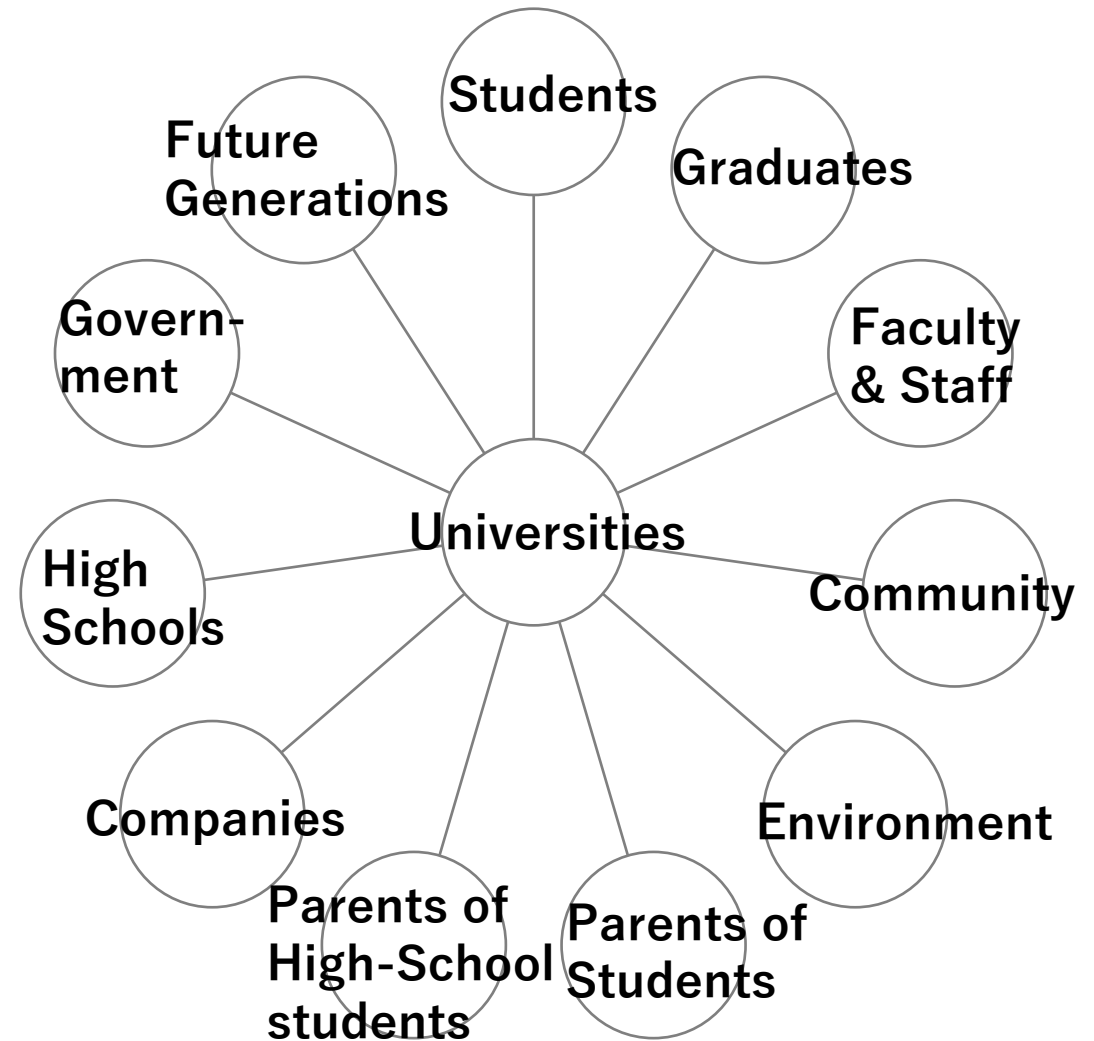 Students
Future
Generations
Graduates
Govern-
ment
Faculty
& Staff
Universities
High
Schools
Community
Companies
Environment
Parents of
High-School
students
Parents of
Students